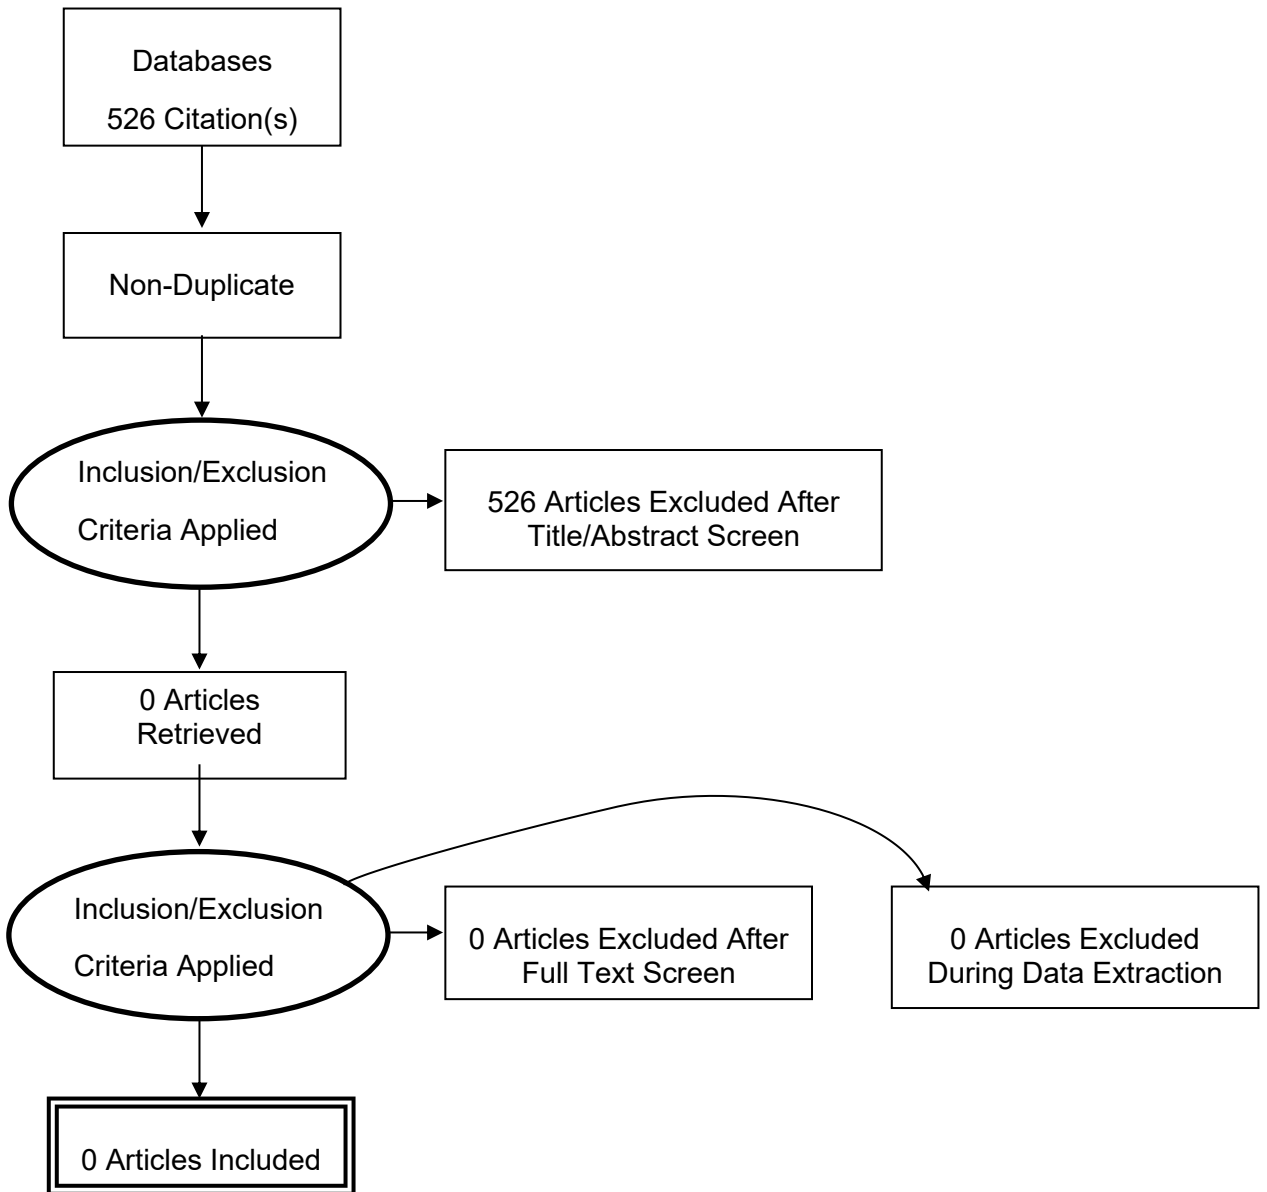 Databases
526 Citation(s)
Non-Duplicate
Inclusion/Exclusion
Criteria Applied
526 Articles Excluded After
Title/Abstract Screen
0 Articles
Retrieved
Inclusion/Exclusion
Criteria Applied
0 Articles Excluded After
Full Text Screen
0 Articles Excluded
During Data Extraction
0 Articles Included